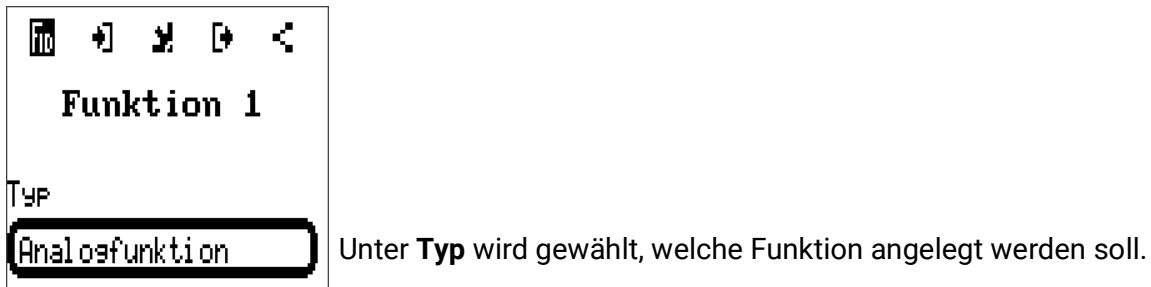 Funktion 1
Typ
Analogfunktion
Unter Typ wird gewählt, welche Funktion angelegt werden soll.